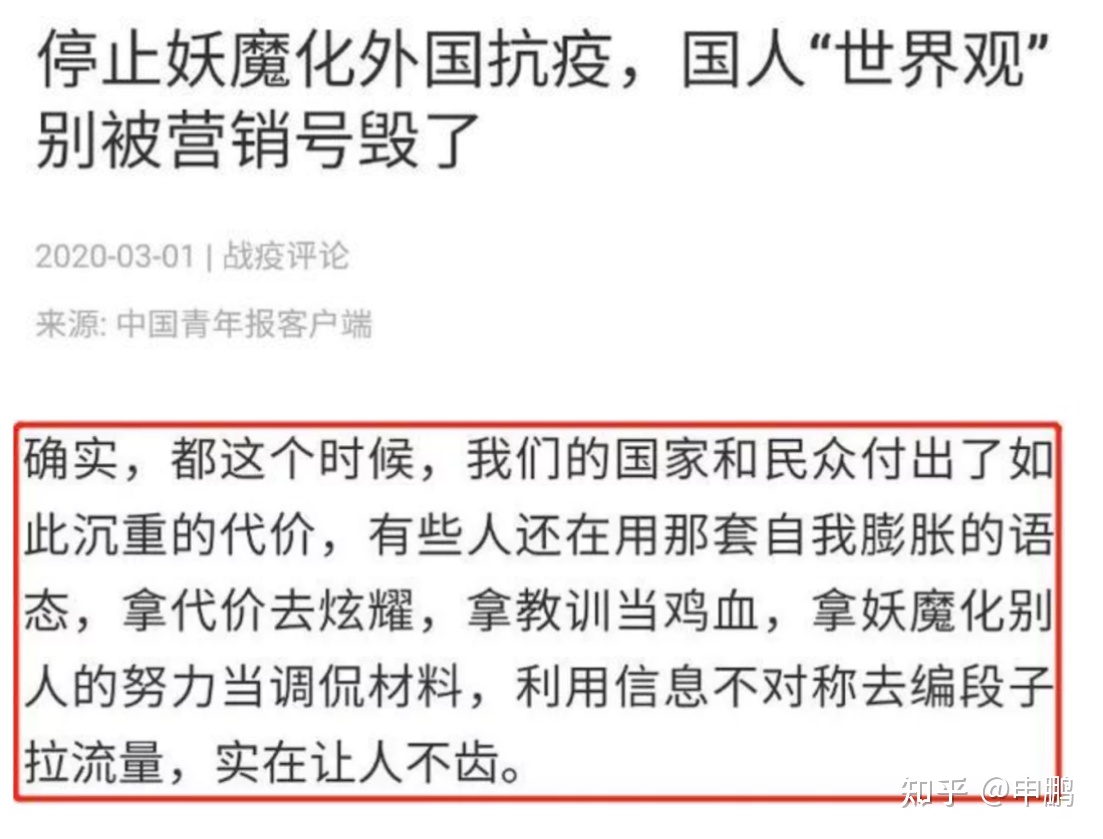 停止妖魔化外国抗疫，国人“世界观”
别被营销号毁了
2020-03-01 | 战疫评论
来源: 中国青年报客户端
确实，都这个时候，我们的国家和民众付出了如
此沉重的代价，有些人还在用那套自我膨胀的语
态，拿代价去炫耀，拿教训当鸡血，拿妖魔化别
人的努力当调侃材料，利用信息不对称去编段子
拉流量，实在让人不齿。
知乎 @申鹏